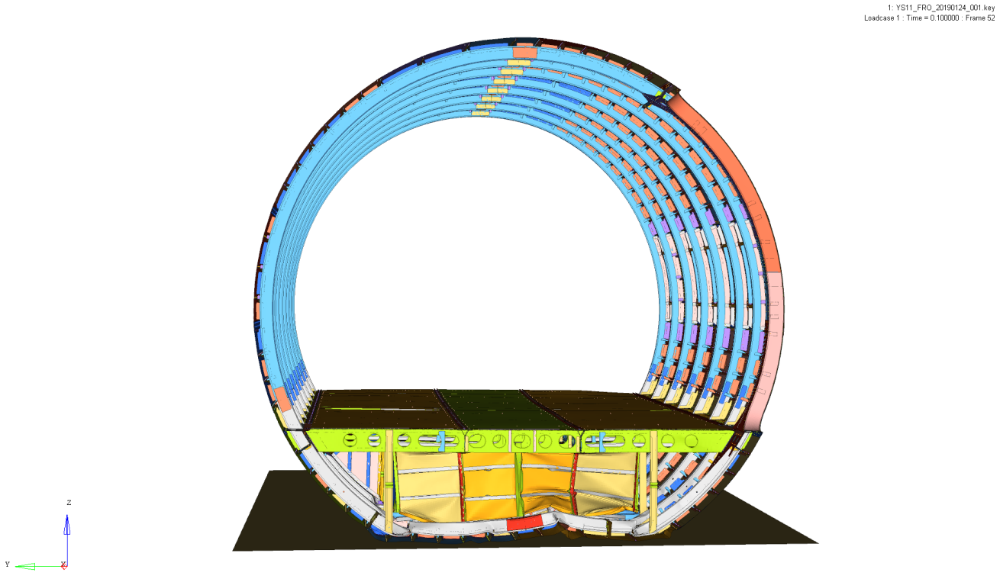 1: YS11_FRO_20190124_001.key
Loadcase 1 : Time = 0.100000 : Frame 52
Z
Y
X